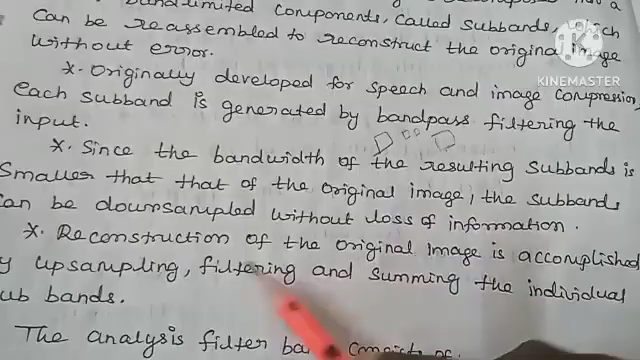 bandlimited components, called subbands, which
can be reassembled to reconstruct the original image
without error.
*. Originally developed for speech and image compression,
each subband is generated by bandpass filtering the
input.
*. Since the bandwidth of the resulting subbands is
smaller that that of the original image, the subbands
can be downsampled without loss of information.
*. Reconstruction of the original image is accomplished
by upsampling, filtering and summing the individual
sub bands.
The analysis filter consists of
KINEMASTER